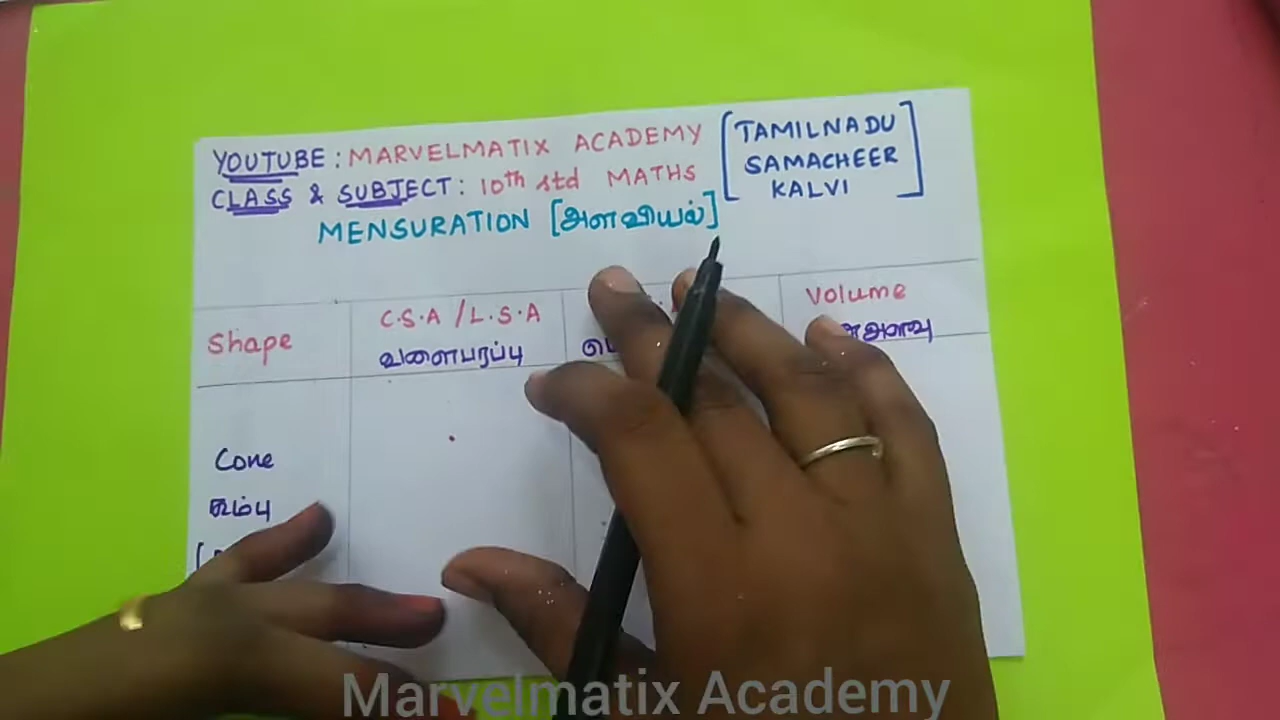 YOUTUBE : MARVELMATIX ACADEMY
CLASS & SUBJECT : 10th std MATHS
[TAMILNADU
SAMACHEER
KALVI]
MENSURATION [அளவியல்]
Shape
C.S.A / L.S.A
வளைபரப்பு
Volume
Cone
கூம்பு
Marvelmatix Academy